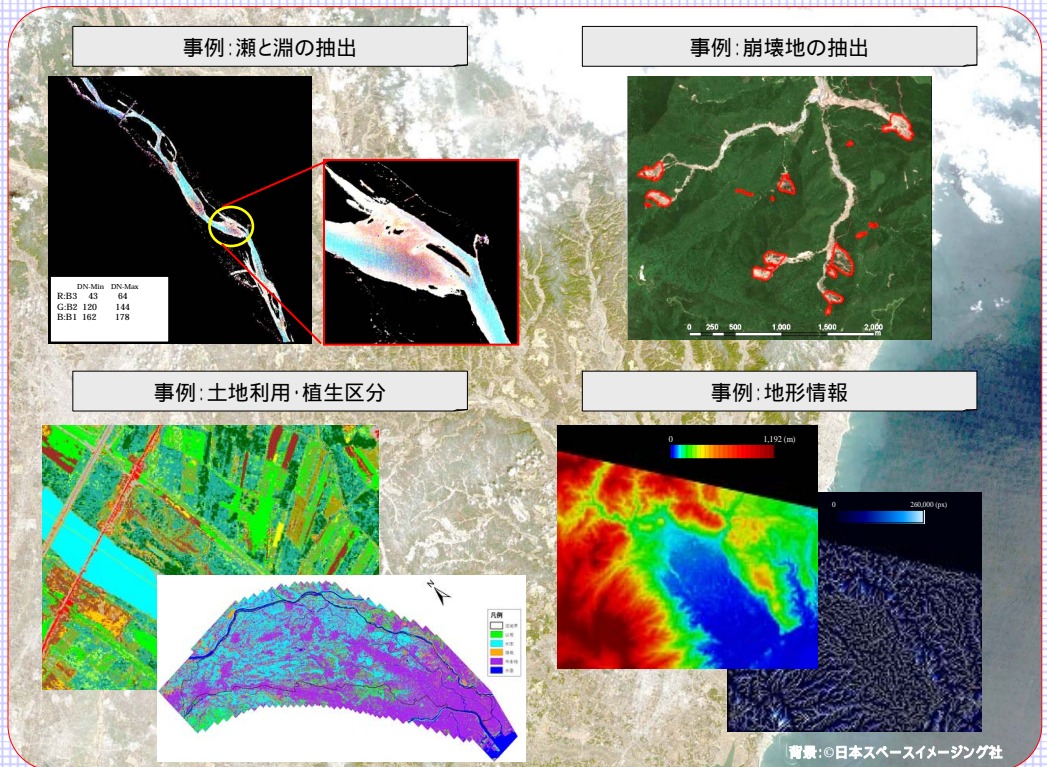 事例:瀬と淵の抽出
DN-Min DN-Max
R:B3 43 64
G:B2 120 144
B:B1 162 178
事例:崩壊地の抽出
0 250 500 1,000 1,500 2,000
m
事例:土地利用・植生区分
N
凡例
事例:地形情報
0 1,192 (m)
0 260,000 (px)
背景:©日本スペースイメージング社